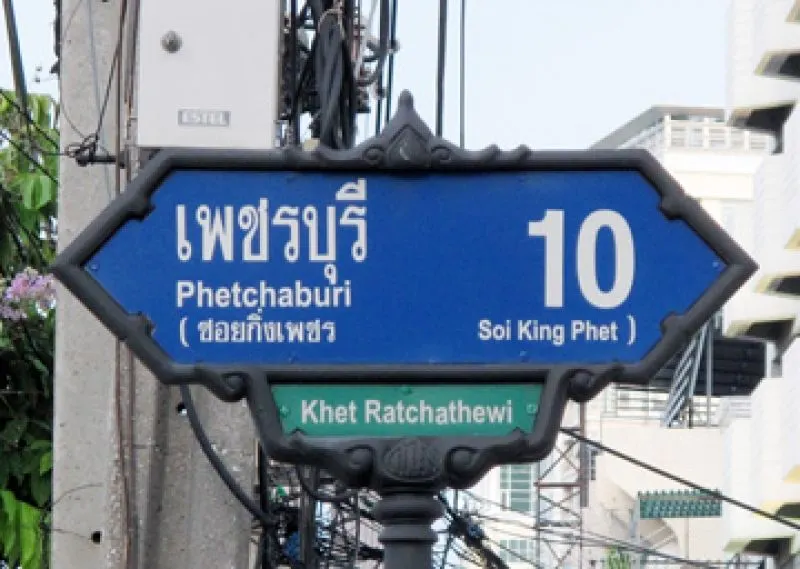 ESTEL
เพชรบุรี 10
Phetchaburi
( ซอยกิ่งเพชร Soi King Phet )
Khet Ratchathewi